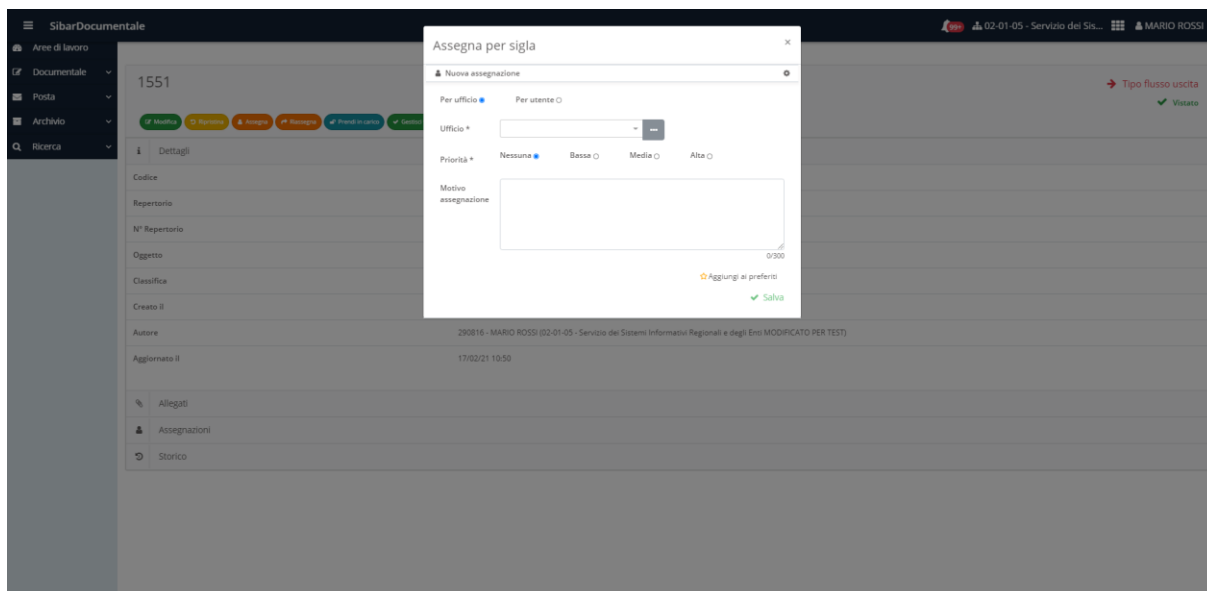 SibarDocumentale
99+ 02-01-05 - Servizio dei Sis... MARIO ROSSI
Aree di lavoro
Documentale
Posta
Archivio
Ricerca
1551
Tipo flusso uscita
Vistato
Modifica Ripristina Assegna Riassegna Prendi in carico Gestisci
Dettagli
Codice
Repertorio
N° Repertorio
Oggetto
Classifica
Creato il
Autore 290816 - MARIO ROSSI (02-01-05 - Servizio dei Sistemi Informativi Regionali e degli Enti MODIFICATO PER TEST)
Aggiornato il 17/02/21 10:50
Allegati
Assegnazioni
Storico
Assegna per sigla ×
Nuova assegnazione
Per ufficio Per utente
Ufficio *
Priorità * Nessuna Bassa Media Alta
Motivo
assegnazione
0/300
Aggiungi ai preferiti
Salva